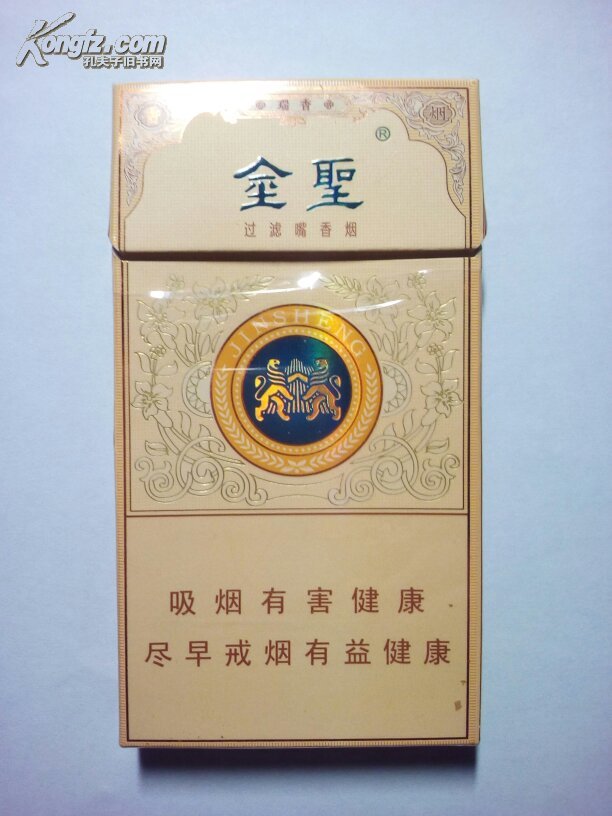 Kongfz.com
孔夫子旧书网
瑞香
烟
®
金聖
过滤嘴香烟
JINSHENG
吸烟有害健康
尽早戒烟有益健康